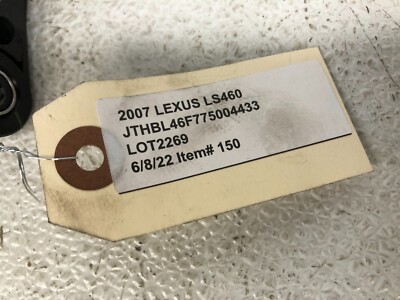 2007 LEXUS LS460
JTHBL46F775004433
LOT2269
6/8/22 Item# 150